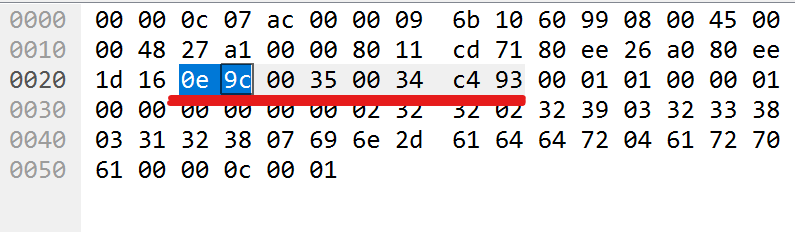 0000 00 00 0c 07 ac 00 00 09 6b 10 60 99 08 00 45 00
0010 00 48 27 a1 00 00 80 11 cd 71 80 ee 26 a0 80 ee
0020 1d 16 0e 9c 00 35 00 34 c4 93 00 01 01 00 00 01
0030 00 00 00 00 00 00 02 32 32 02 32 39 03 32 33 38
0040 03 31 32 38 07 69 6e 2d 61 64 64 72 04 61 72 70
0050 61 00 00 0c 00 01